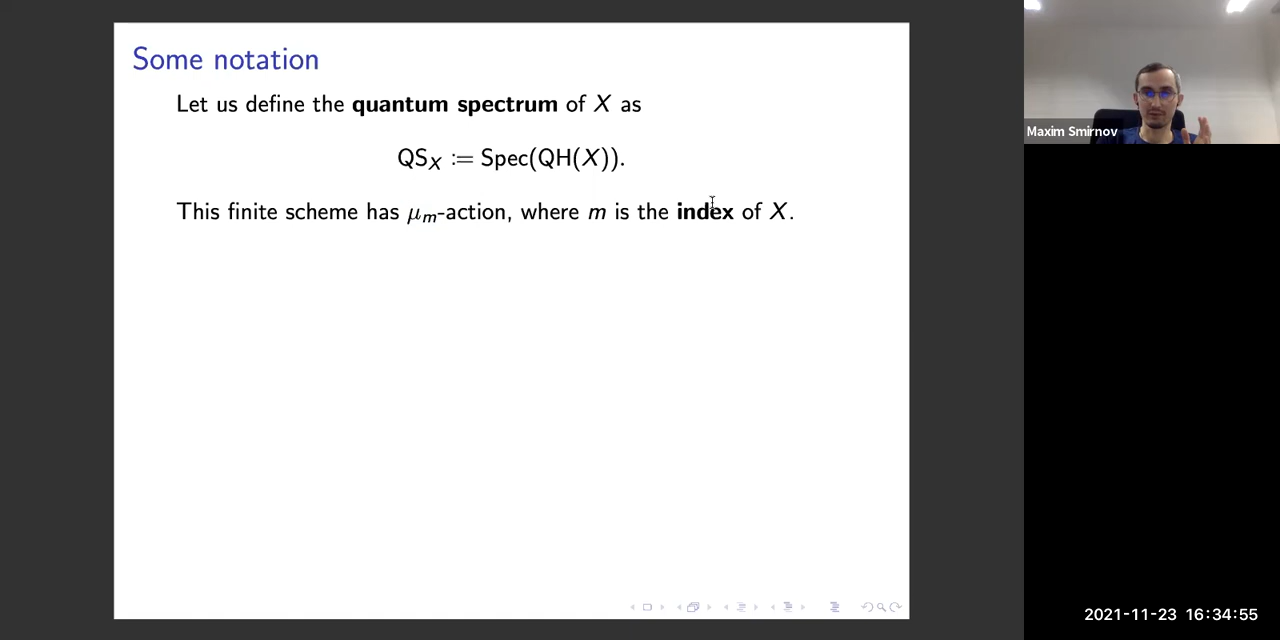 Some notation
Let us define the quantum spectrum of X as
QS_X := Spec(QH(X)).
This finite scheme has μ_m-action, where m is the index of X.
Maxim Smirnov
2021-11-23 16:34:55